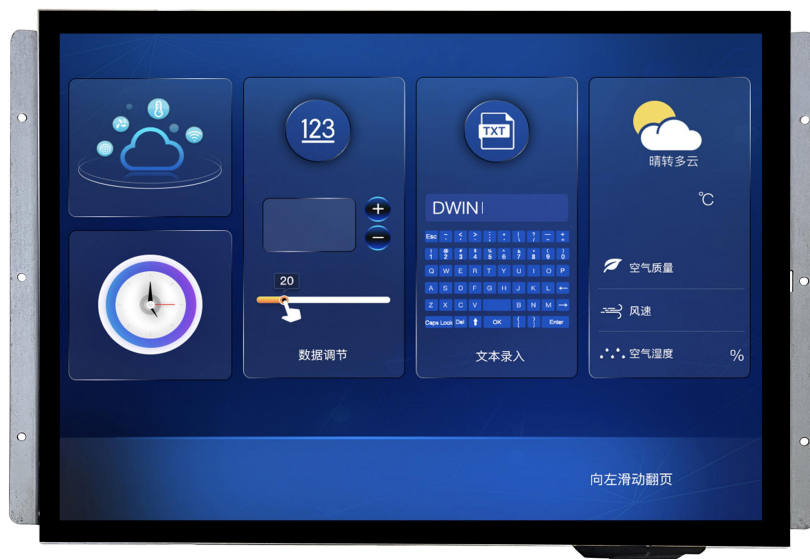 123
20
数据调节
TXT
DWIN
Esc
Q W E R T Y U I O P
A S D F G H J K L ←
Z X C V B N M →
Caps Lock Del OK Enter
文本录入
晴转多云
℃
空气质量
风速
空气湿度 %
向左滑动翻页